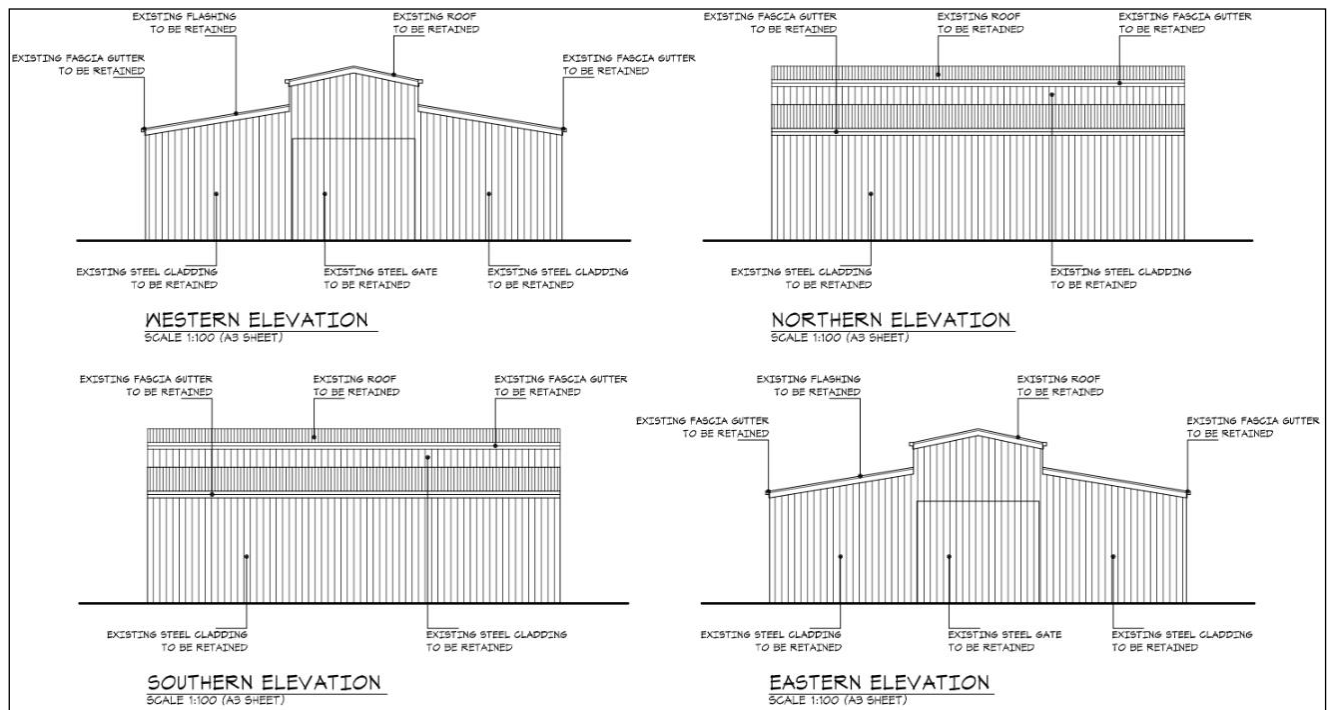 EXISTING FLASHING
TO BE RETAINED
EXISTING ROOF
TO BE RETAINED
EXISTING FASCIA GUTTER
TO BE RETAINED
EXISTING FASCIA GUTTER
TO BE RETAINED
EXISTING STEEL CLADDING
TO BE RETAINED
EXISTING STEEL GATE
TO BE RETAINED
EXISTING STEEL CLADDING
TO BE RETAINED
WESTERN ELEVATION
SCALE 1:100 (A3 SHEET)
EXISTING FASCIA GUTTER
TO BE RETAINED
EXISTING ROOF
TO BE RETAINED
EXISTING FASCIA GUTTER
TO BE RETAINED
EXISTING STEEL CLADDING
TO BE RETAINED
EXISTING STEEL CLADDING
TO BE RETAINED
NORTHERN ELEVATION
SCALE 1:100 (A3 SHEET)
EXISTING FASCIA GUTTER
TO BE RETAINED
EXISTING ROOF
TO BE RETAINED
EXISTING FASCIA GUTTER
TO BE RETAINED
EXISTING STEEL CLADDING
TO BE RETAINED
EXISTING STEEL CLADDING
TO BE RETAINED
SOUTHERN ELEVATION
SCALE 1:100 (A3 SHEET)
EXISTING FLASHING
TO BE RETAINED
EXISTING ROOF
TO BE RETAINED
EXISTING FASCIA GUTTER
TO BE RETAINED
EXISTING FASCIA GUTTER
TO BE RETAINED
EXISTING STEEL CLADDING
TO BE RETAINED
EXISTING STEEL GATE
TO BE RETAINED
EXISTING STEEL CLADDING
TO BE RETAINED
EASTERN ELEVATION
SCALE 1:100 (A3 SHEET)